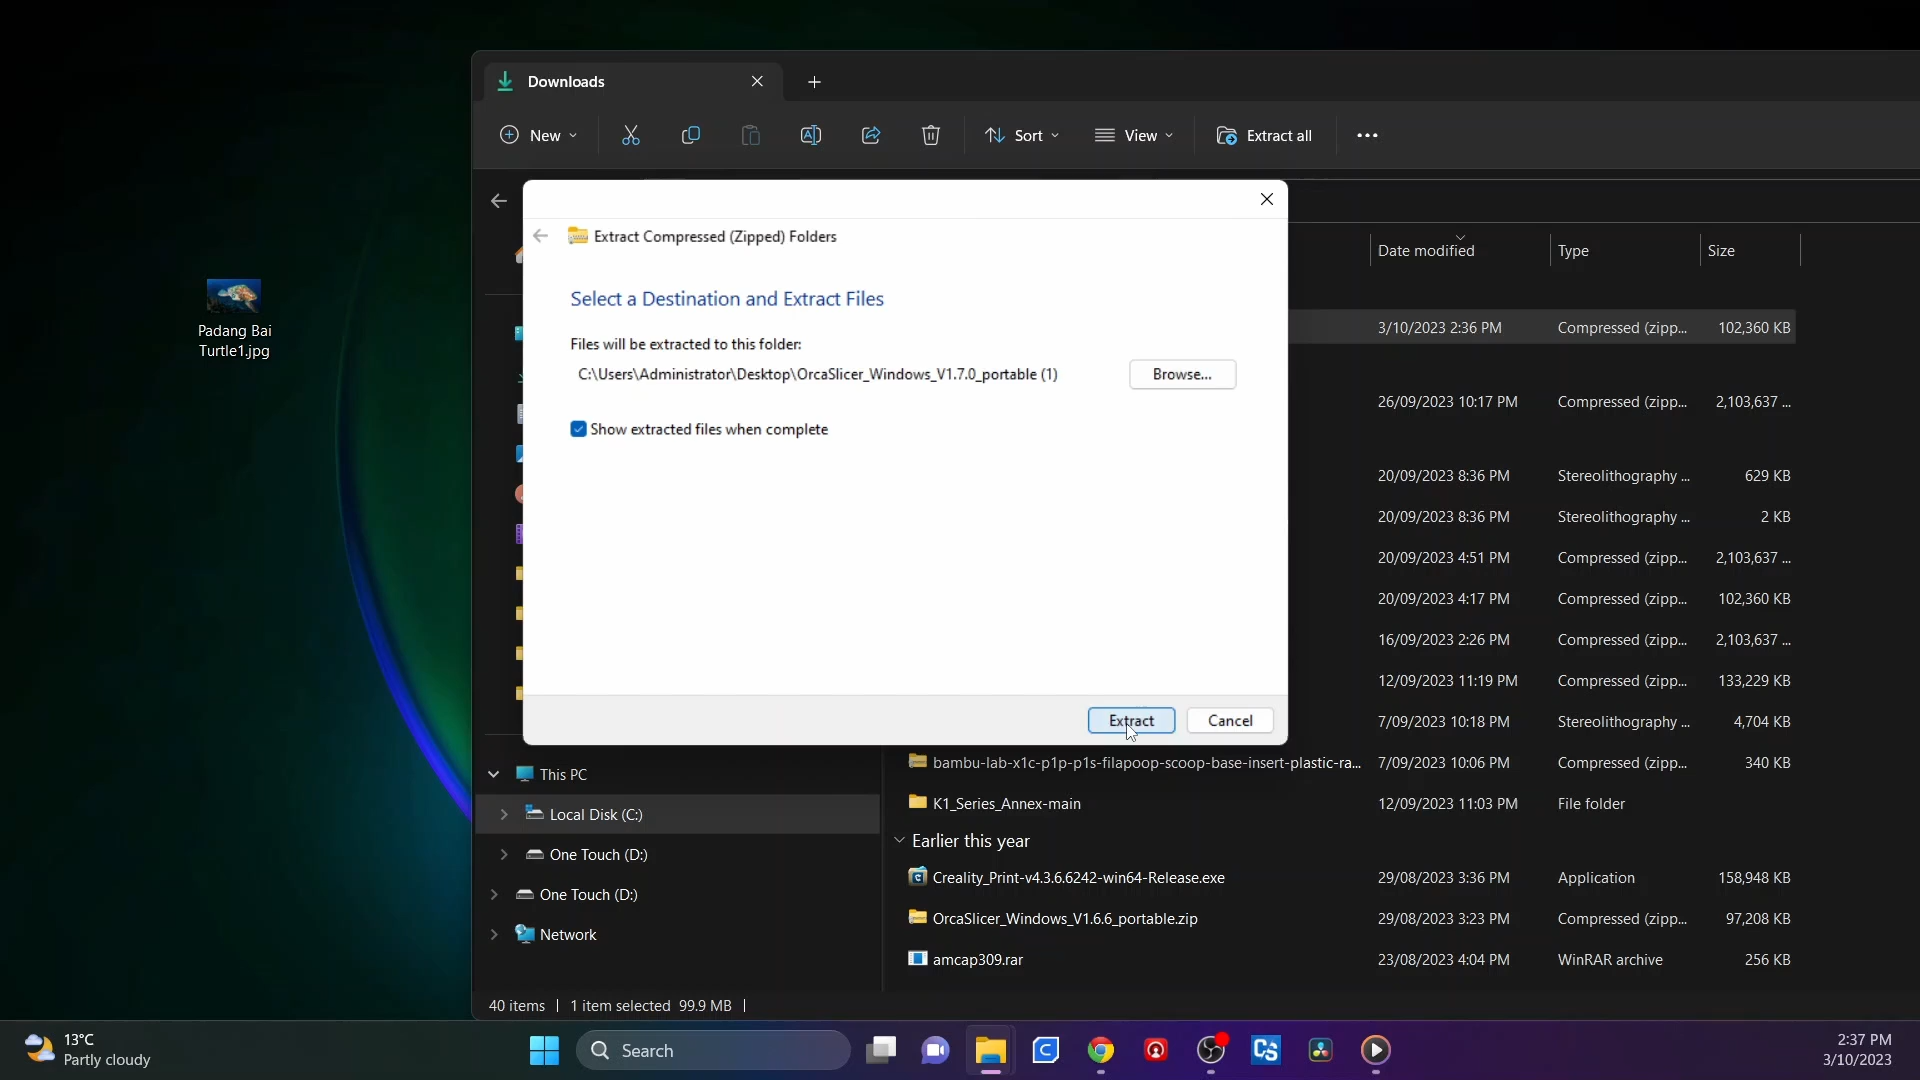 Padang Bai
Turtle1.jpg
Downloads
New
Sort
View
Extract all
Extract Compressed (Zipped) Folders
Select a Destination and Extract Files
Files will be extracted to this folder:
C:\Users\Administrator\Desktop\OrcaSlicer_Windows_V1.7.0_portable (1)
Browse...
Show extracted files when complete
Extract
Cancel
Date modified
Type
Size
3/10/2023 2:36 PM Compressed (zipp... 102,360 KB
26/09/2023 10:17 PM Compressed (zipp... 2,103,637 ...
20/09/2023 8:36 PM Stereolithography ... 629 KB
20/09/2023 8:36 PM Stereolithography ... 2 KB
20/09/2023 4:51 PM Compressed (zipp... 2,103,637 ...
20/09/2023 4:17 PM Compressed (zipp... 102,360 KB
16/09/2023 2:26 PM Compressed (zipp... 2,103,637 ...
12/09/2023 11:19 PM Compressed (zipp... 133,229 KB
7/09/2023 10:18 PM Stereolithography ... 4,704 KB
bambu-lab-x1c-p1p-p1s-filapoop-scoop-base-insert-plastic-ra... 7/09/2023 10:06 PM Compressed (zipp... 340 KB
K1_Series_Annex-main 12/09/2023 11:03 PM File folder
Earlier this year
Creality_Print-v4.3.6.6242-win64-Release.exe 29/08/2023 3:36 PM Application 158,948 KB
OrcaSlicer_Windows_V1.6.6_portable.zip 29/08/2023 3:23 PM Compressed (zipp... 97,208 KB
amcap309.rar 23/08/2023 4:04 PM WinRAR archive 256 KB
This PC
Local Disk (C:)
One Touch (D:)
One Touch (D:)
Network
40 items
1 item selected 99.9 MB
13°C
Partly cloudy
Search
CS
2:37 PM
3/10/2023